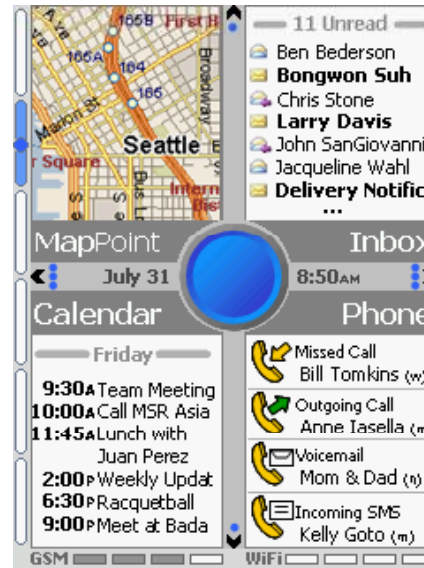 165B First
165A
164
165
Marion St
Broadway
Seattle
r Square
Intern
Dis
MapPoint
11 Unread
Ben Bederson
Bongwon Suh
Chris Stone
Larry Davis
John SanGiovanni
Jacqueline Wahl
Delivery Notific
...
Inbox
July 31
8:50AM
Calendar
Friday
9:30A Team Meeting
10:00A Call MSR Asia
11:45A Lunch with
Juan Perez
2:00P Weekly Updat
6:30P Racquetball
9:00P Meet at Bada
Phone
Missed Call
Bill Tomkins (w)
Outgoing Call
Anne Iasella (m
Voicemail
Mom & Dad (h)
Incoming SMS
Kelly Goto (m)
GSM
WiFi